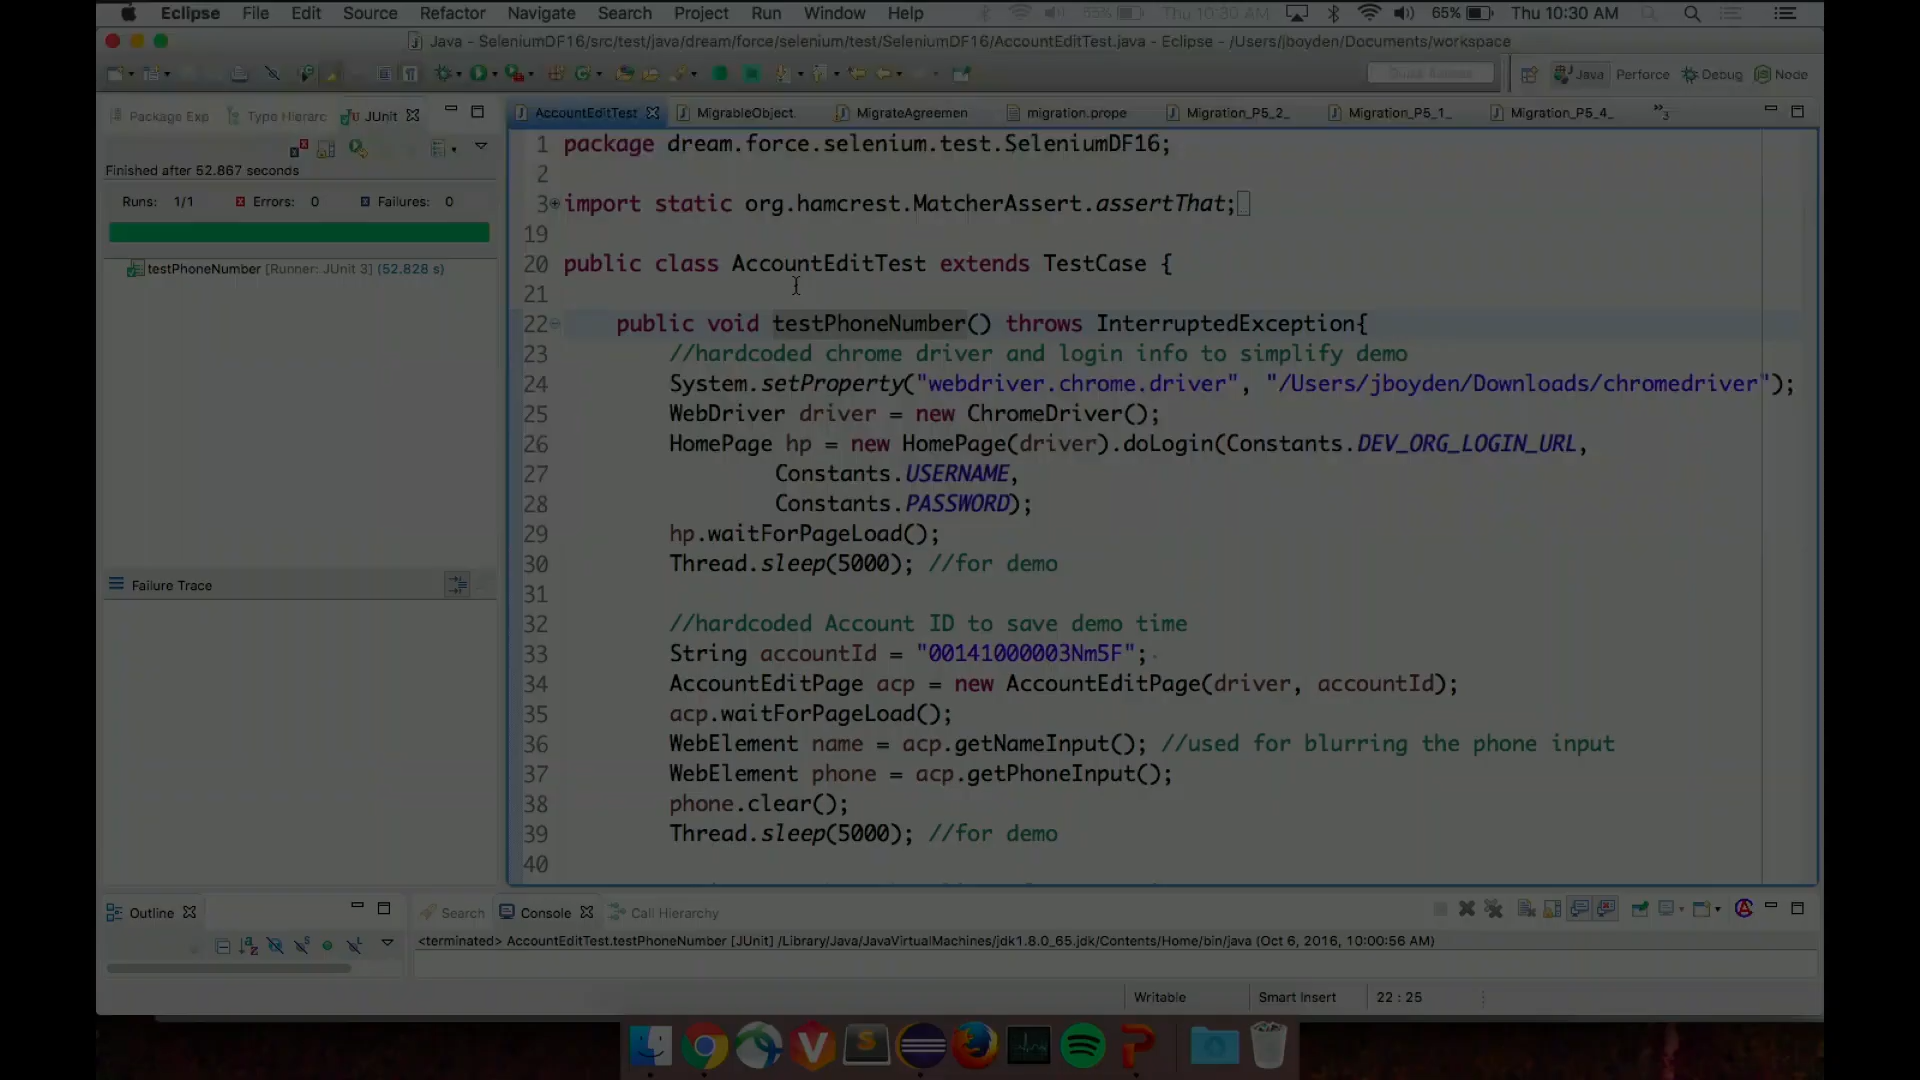 Eclipse File Edit Source Refactor Navigate Search Project Run Window Help 65% Thu 10:30 AM
Java - SeleniumDF16/src/test/java/dream/force/selenium/test/SeleniumDF16/AccountEditTest.java - Eclipse - /Users/jboyden/Documents/workspace
Quick Access Java Perforce Debug Node
Package Exp Type Hierarc JUnit
AccountEditTest MigrableObject. MigrateAgreemen migration.prope Migration_P5_2_ Migration_P5_1_ Migration_P5_4_ »3
Finished after 52.867 seconds
Runs: 1/1 Errors: 0 Failures: 0
testPhoneNumber [Runner: JUnit 3] (52.828 s)
Failure Trace
1 package dream.force.selenium.test.SeleniumDF16;
2
3 import static org.hamcrest.MatcherAssert.assertThat;
19
20 public class AccountEditTest extends TestCase {
21
22 public void testPhoneNumber() throws InterruptedException{
23 //hardcoded chrome driver and login info to simplify demo
24 System.setProperty("webdriver.chrome.driver", "/Users/jboyden/Downloads/chromedriver");
25 WebDriver driver = new ChromeDriver();
26 HomePage hp = new HomePage(driver).doLogin(Constants.DEV_ORG_LOGIN_URL,
27 Constants.USERNAME,
28 Constants.PASSWORD);
29 hp.waitForPageLoad();
30 Thread.sleep(5000); //for demo
31
32 //hardcoded Account ID to save demo time
33 String accountId = "00141000003Nm5F";
34 AccountEditPage acp = new AccountEditPage(driver, accountId);
35 acp.waitForPageLoad();
36 WebElement name = acp.getNameInput(); //used for blurring the phone input
37 WebElement phone = acp.getPhoneInput();
38 phone.clear();
39 Thread.sleep(5000); //for demo
40
Outline
Search Console Call Hierarchy
<terminated> AccountEditTest.testPhoneNumber [JUnit] /Library/Java/JavaVirtualMachines/jdk1.8.0_65.jdk/Contents/Home/bin/java (Oct 6, 2016, 10:00:56 AM)
Writable Smart Insert 22 : 25